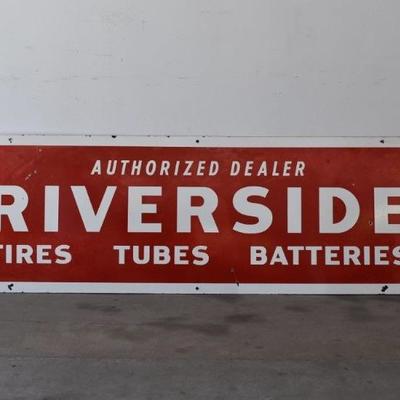 AUTHORIZED DEALER
RIVERSIDE
TIRES TUBES BATTERIES